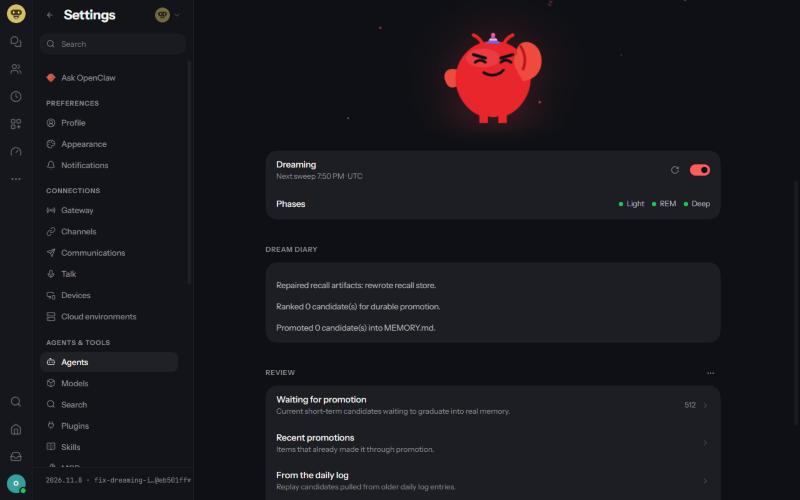 Settings
Search
Ask OpenClaw
PREFERENCES
Profile
Appearance
Notifications
CONNECTIONS
Gateway
Channels
Communications
Talk
Devices
Cloud environments
AGENTS & TOOLS
Agents
Models
Search
Plugins
Skills
2026.11.8 · fix-dreaming-i…@eb501ff
Dreaming
Next sweep 7:50 PM UTC
Phases
Light
REM
Deep
DREAM DIARY
Repaired recall artifacts: rewrote recall store.
Ranked 0 candidate(s) for durable promotion.
Promoted 0 candidate(s) into MEMORY.md.
REVIEW
Waiting for promotion
Current short-term candidates waiting to graduate into real memory.
512
Recent promotions
Items that already made it through promotion.
From the daily log
Replay candidates pulled from older daily log entries.